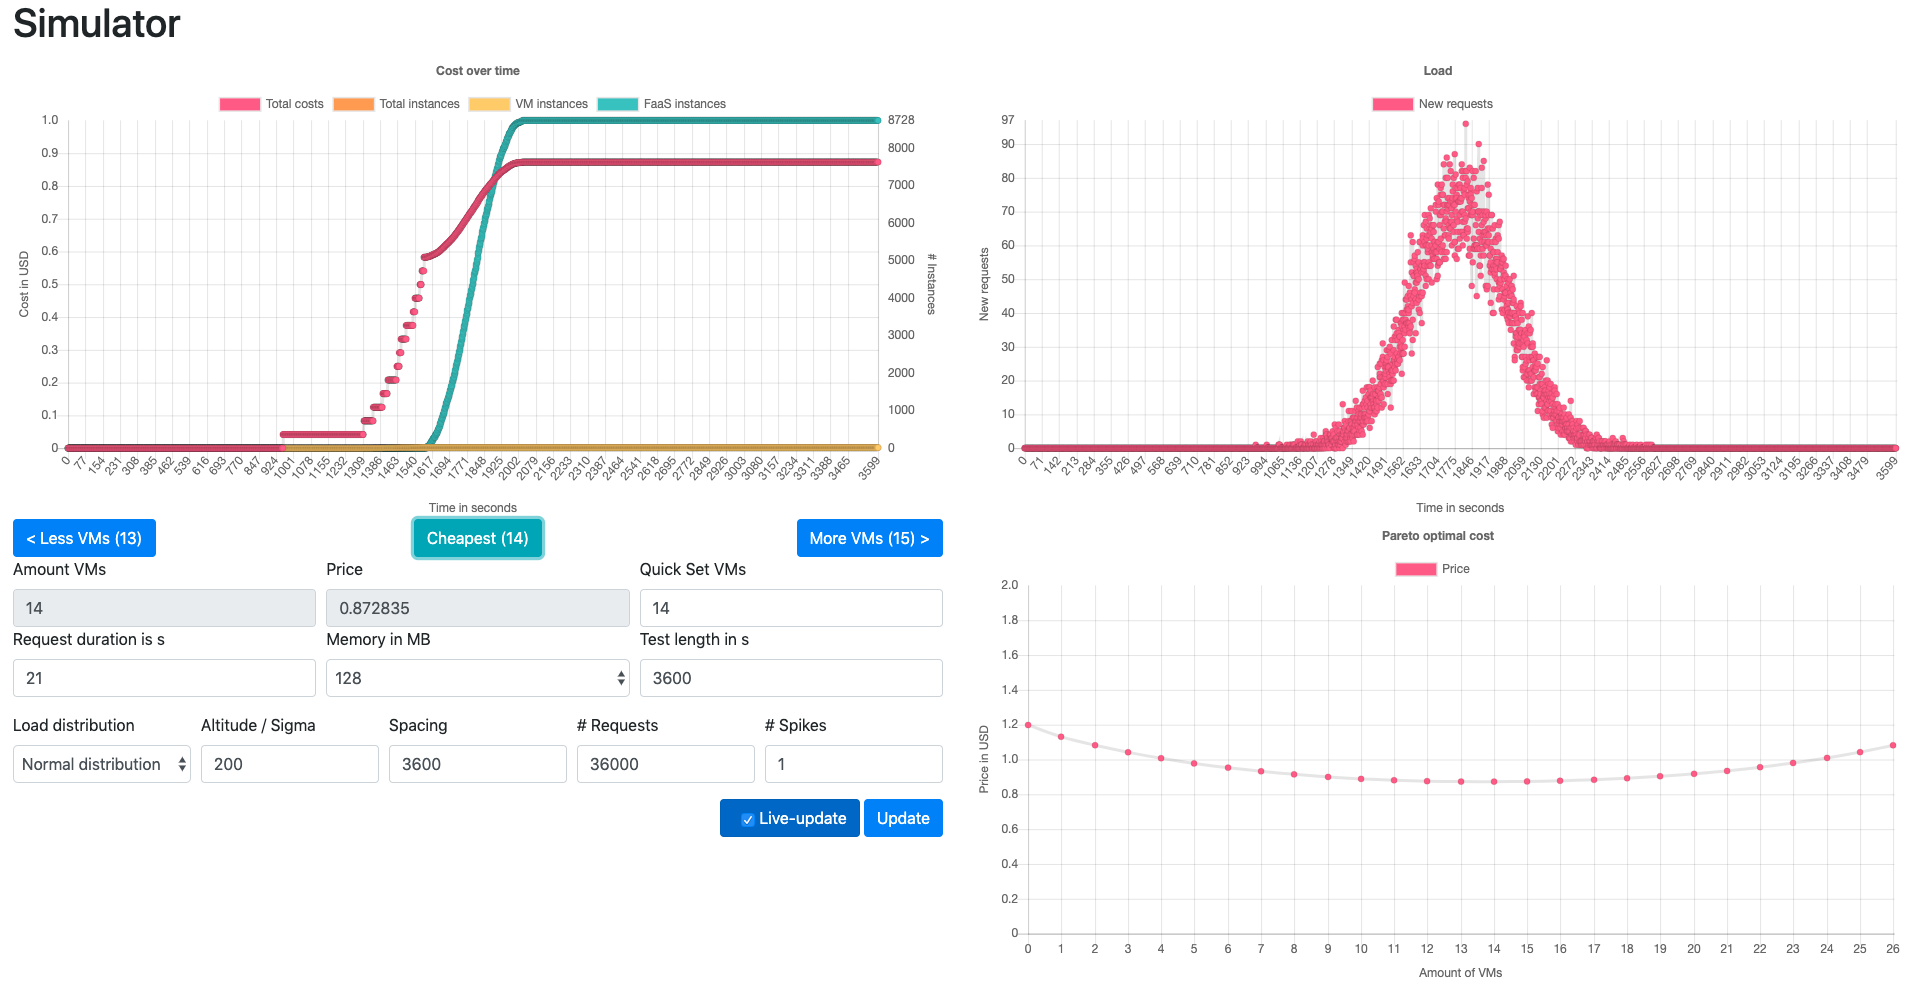 Simulator
Cost over time
Total costs Total instances VM instances FaaS instances
1.0
0.9
0.8
0.7
0.6
0.5
0.4
0.3
0.2
0.1
0
Cost in USD
8728
8000
7000
6000
5000
4000
3000
2000
1000
0
# Instances
0 77 154 231 308 385 462 539 616 693 770 847 924 1001 1078 1155 1232 1309 1386 1463 1540 1617 1694 1771 1848 1925 2002 2079 2156 2233 2310 2387 2464 2541 2618 2695 2772 2849 2926 3003 3080 3157 3234 3311 3388 3465 3599
Time in seconds
Load
New requests
97
90
80
70
60
50
40
30
20
10
0
New requests
0 71 142 213 284 355 426 497 568 639 710 781 852 923 994 1065 1136 1207 1278 1349 1420 1491 1562 1633 1704 1775 1846 1917 1988 2059 2130 2201 2272 2343 2414 2485 2556 2627 2698 2769 2840 2911 2982 3053 3124 3195 3266 3337 3408 3479 3599
Time in seconds
< Less VMs (13)
Cheapest (14)
More VMs (15) >
Amount VMs Price Quick Set VMs
14 0.872835 14
Request duration is s Memory in MB Test length in s
21 128 3600
Load distribution Altitude / Sigma Spacing # Requests # Spikes
Normal distribution 200 3600 36000 1
Live-update Update
Pareto optimal cost
Price
2.0
1.8
1.6
1.4
1.2
1.0
0.8
0.6
0.4
0.2
0
Price in USD
0 1 2 3 4 5 6 7 8 9 10 11 12 13 14 15 16 17 18 19 20 21 22 23 24 25 26
Amount of VMs